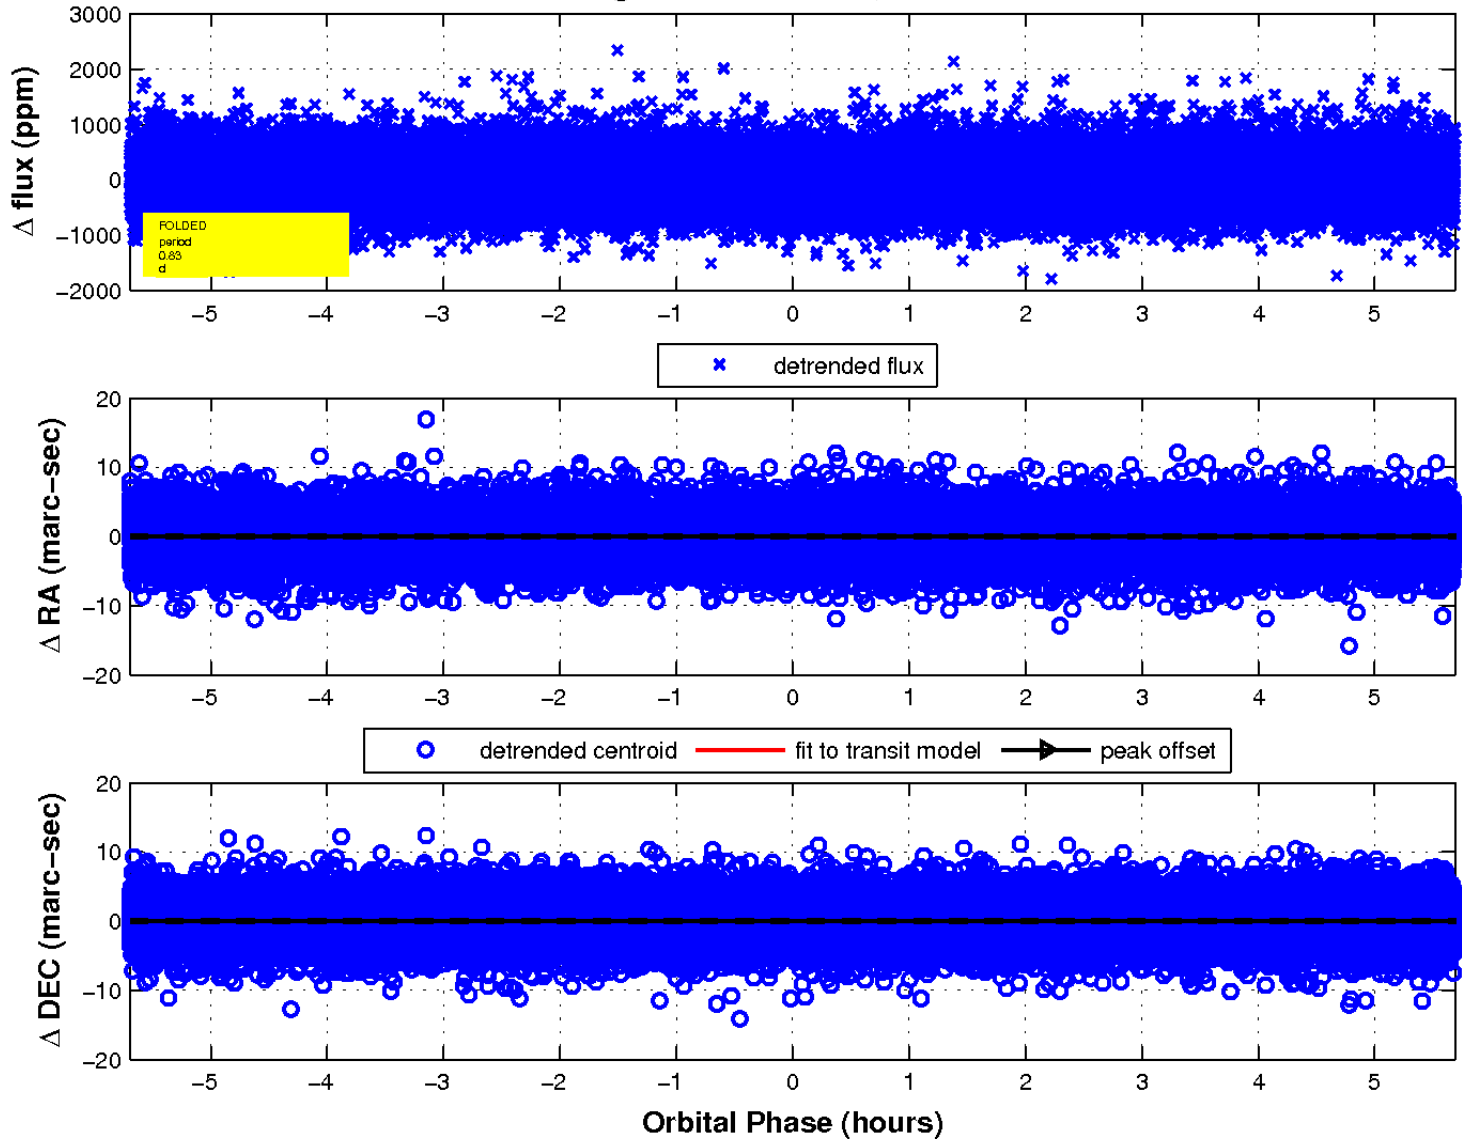 3000
2000
1000
0
−1000
−2000
Δ flux (ppm)
FOLDED
period
0.83
d
−5 −4 −3 −2 −1 0 1 2 3 4 5
detrended flux
20
10
0
−10
−20
Δ RA (marc−sec)
−5 −4 −3 −2 −1 0 1 2 3 4 5
detrended centroid fit to transit model peak offset
20
10
0
−10
−20
Δ DEC (marc−sec)
−5 −4 −3 −2 −1 0 1 2 3 4 5
Orbital Phase (hours)